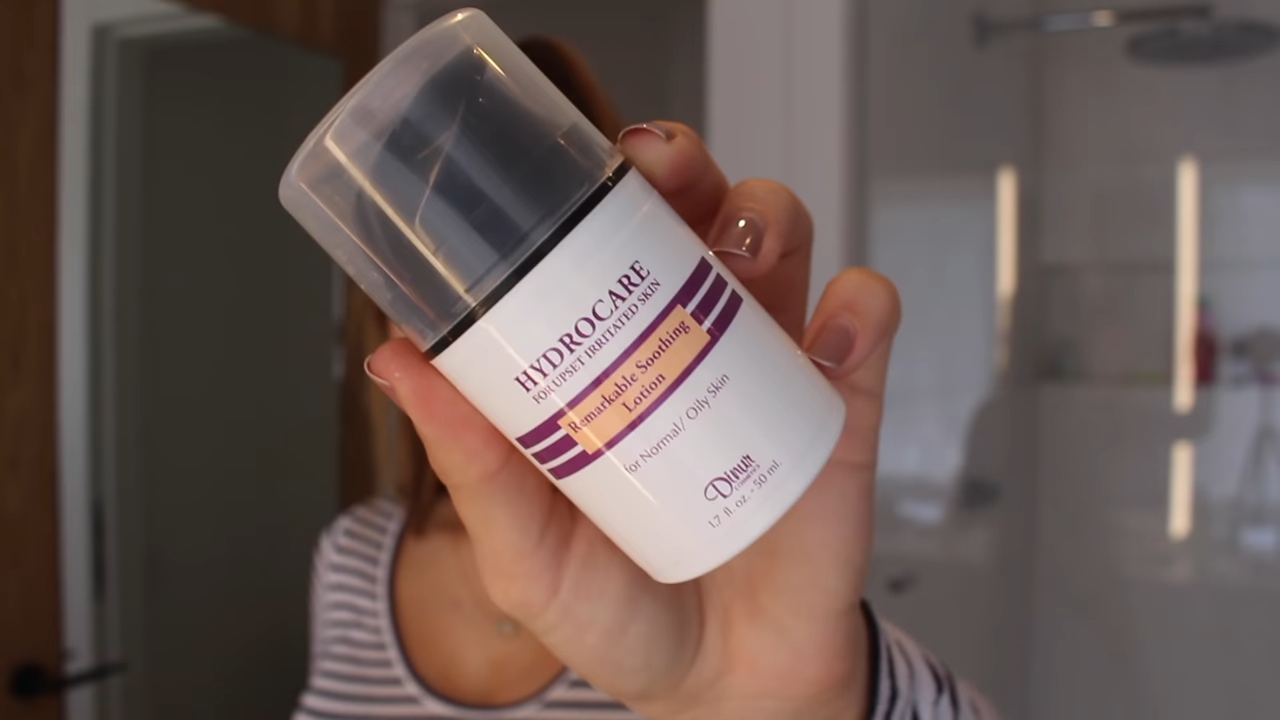 HYDROCARE
FOR UPSET IRRITATED SKIN
Remarkable Soothing
Lotion
for Normal/ Oily Skin
Dinur
COSMETICS
1.7 fl. oz. - 50 ml.